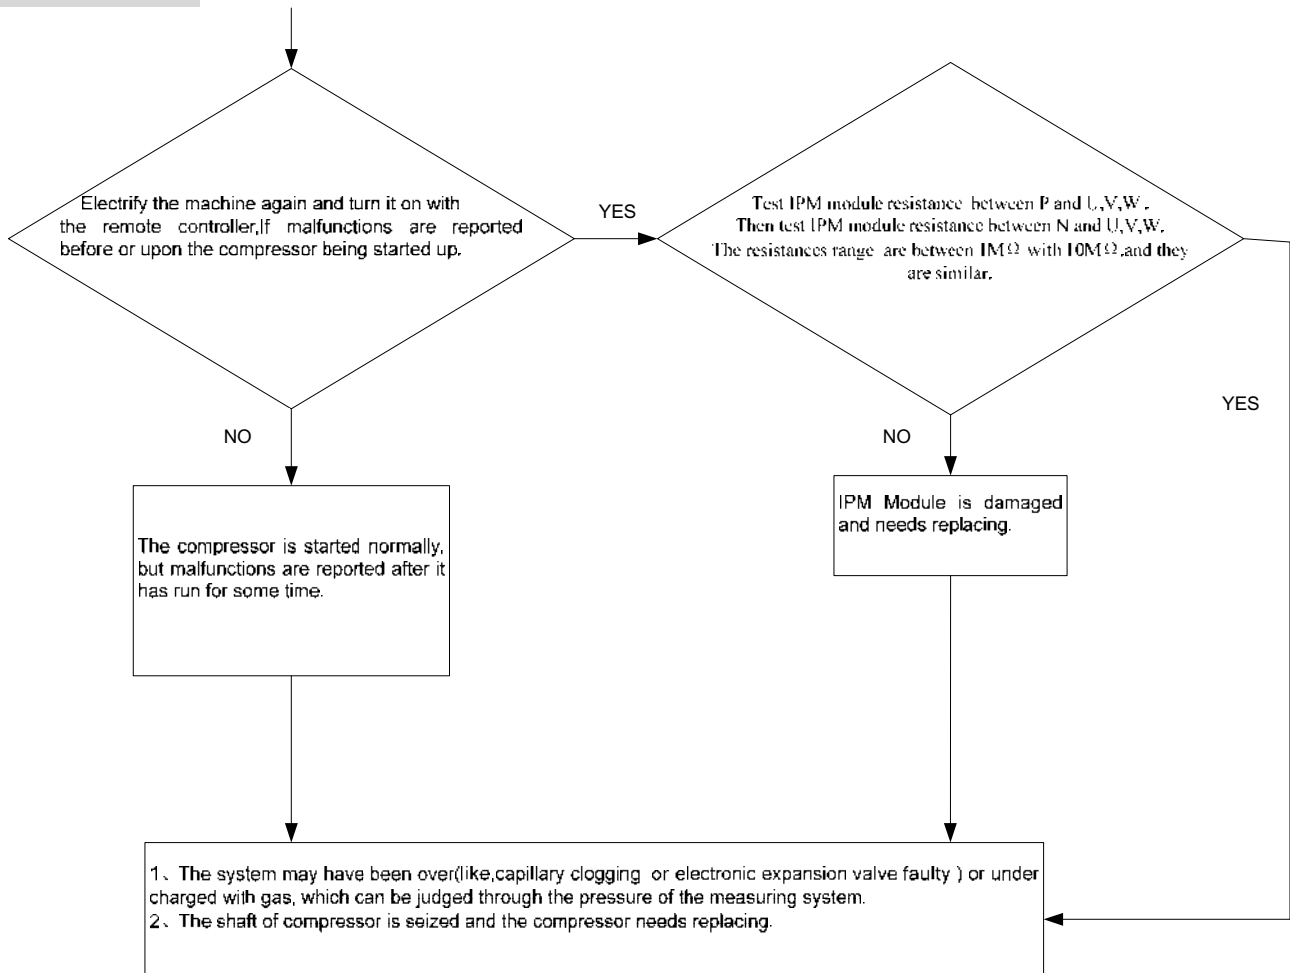 Electrify the machine again and turn it on with
the remote controller,If malfunctions are reported
before or upon the compressor being started up.
YES
Test IPM module resistance between P and U,V,W.
Then test IPM module resistance between N and U,V,W.
The resistances range are between 1MΩ with 10MΩ,and they
are similar.
YES
NO
NO
The compressor is started normally,
but malfunctions are reported after it
has run for some time.
IPM Module is damaged
and needs replacing.
1、The system may have been over(like,capillary clogging or electronic expansion valve faulty ) or under
charged with gas, which can be judged through the pressure of the measuring system.
2、The shaft of compressor is seized and the compressor needs replacing.